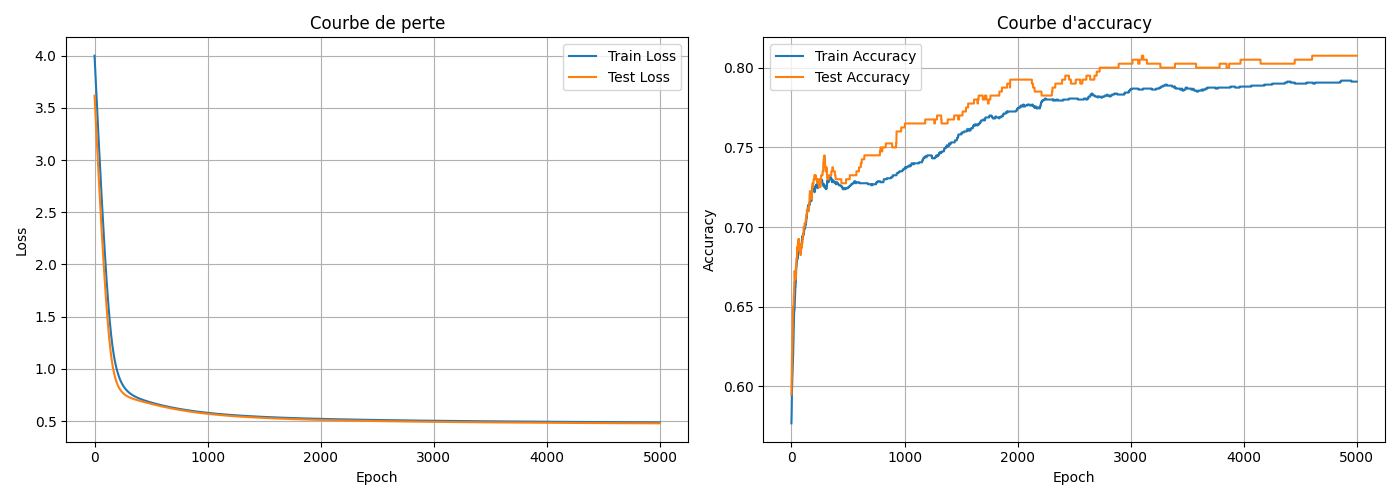 Courbe de perte
Train Loss
Test Loss
4.0
3.5
3.0
2.5
2.0
1.5
1.0
0.5
Loss
0 1000 2000 3000 4000 5000
Epoch
Courbe d'accuracy
Train Accuracy
Test Accuracy
0.80
0.75
0.70
0.65
0.60
Accuracy
0 1000 2000 3000 4000 5000
Epoch